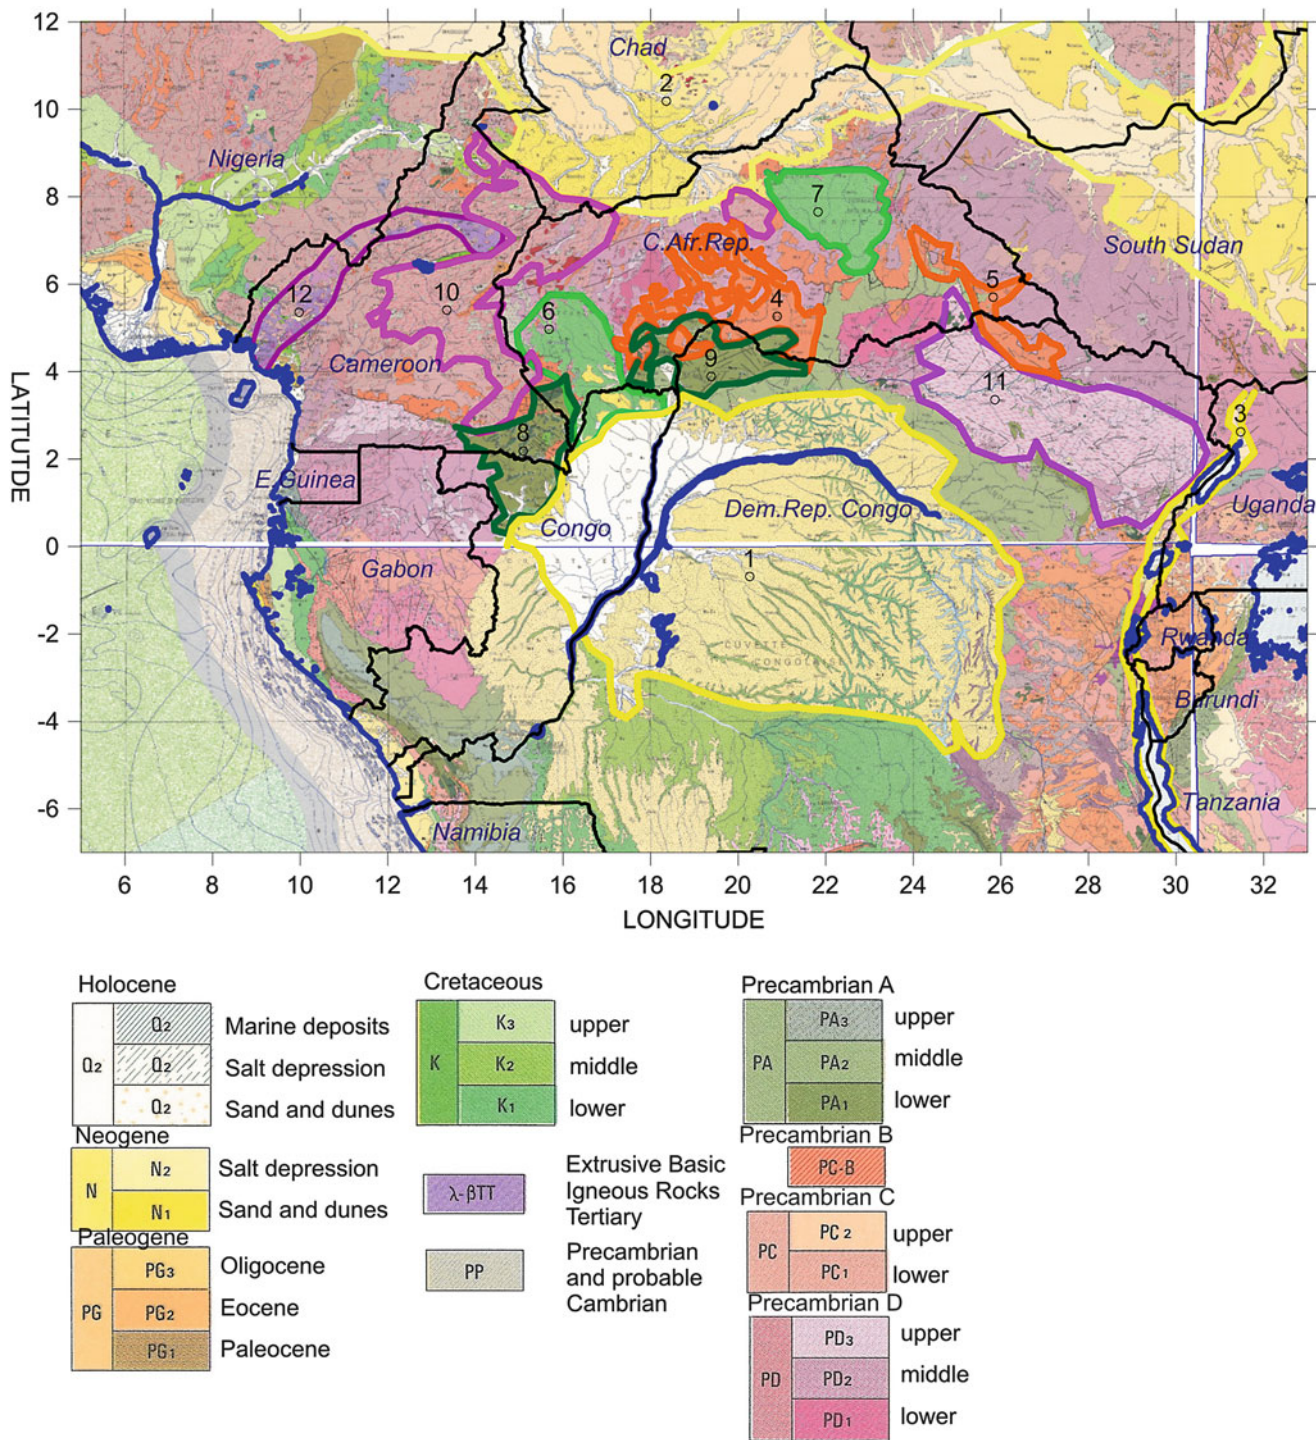 12
10
8
6
4
2
0
-2
-4
-6
LATITUTDE
Chad
2
Nigeria
7
C.Afr.Rep.
South Sudan
12
10
6
4
5
9
Cameroon
11
3
8
E.Guinea
Uganda
Congo
Dem.Rep. Congo
Gabon
1
CUVETTE
CONGOLAISE
Rwanda
Burundi
Tanzania
Namibia
6 8 10 12 14 16 18 20 22 24 26 28 30 32
LONGITUDE
Holocene
Q2
Q2 Marine deposits
Q2 Salt depression
Q2 Sand and dunes
Neogene
N
N2 Salt depression
N1 Sand and dunes
Paleogene
PG
PG3 Oligocene
PG2 Eocene
PG1 Paleocene
Cretaceous
K
K3 upper
K2 middle
K1 lower
λ-βTT
Extrusive Basic
Igneous Rocks
Tertiary
PP
Precambrian
and probable
Cambrian
Precambrian A
PA
PA3 upper
PA2 middle
PA1 lower
Precambrian B
PC-B
Precambrian C
PC
PC2 upper
PC1 lower
Precambrian D
PD
PD3 upper
PD2 middle
PD1 lower